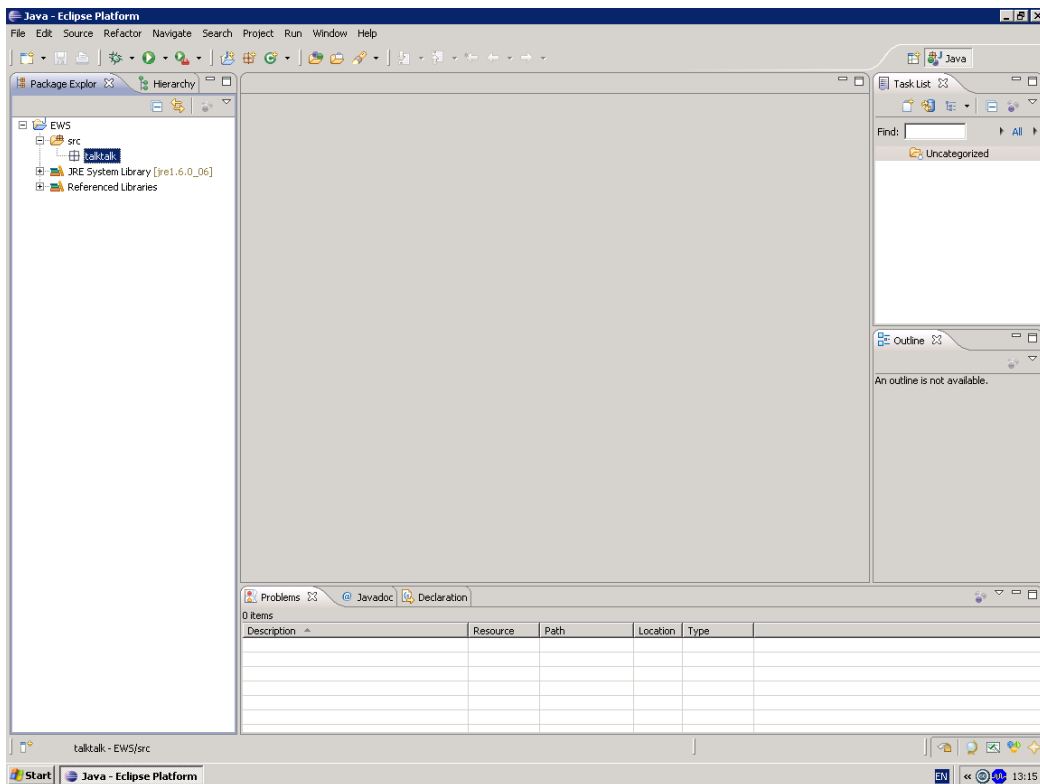 Java - Eclipse Platform
File Edit Source Refactor Navigate Search Project Run Window Help
Java
Package Explor Hierarchy
EWS
src
talktalk
JRE System Library [jre1.6.0_06]
Referenced Libraries
Task List
Find: All
Uncategorized
Outline
An outline is not available.
Problems @ Javadoc Declaration
0 items
Description Resource Path Location Type
talktalk - EWS/src
Start Java - Eclipse Platform EN « 13:15